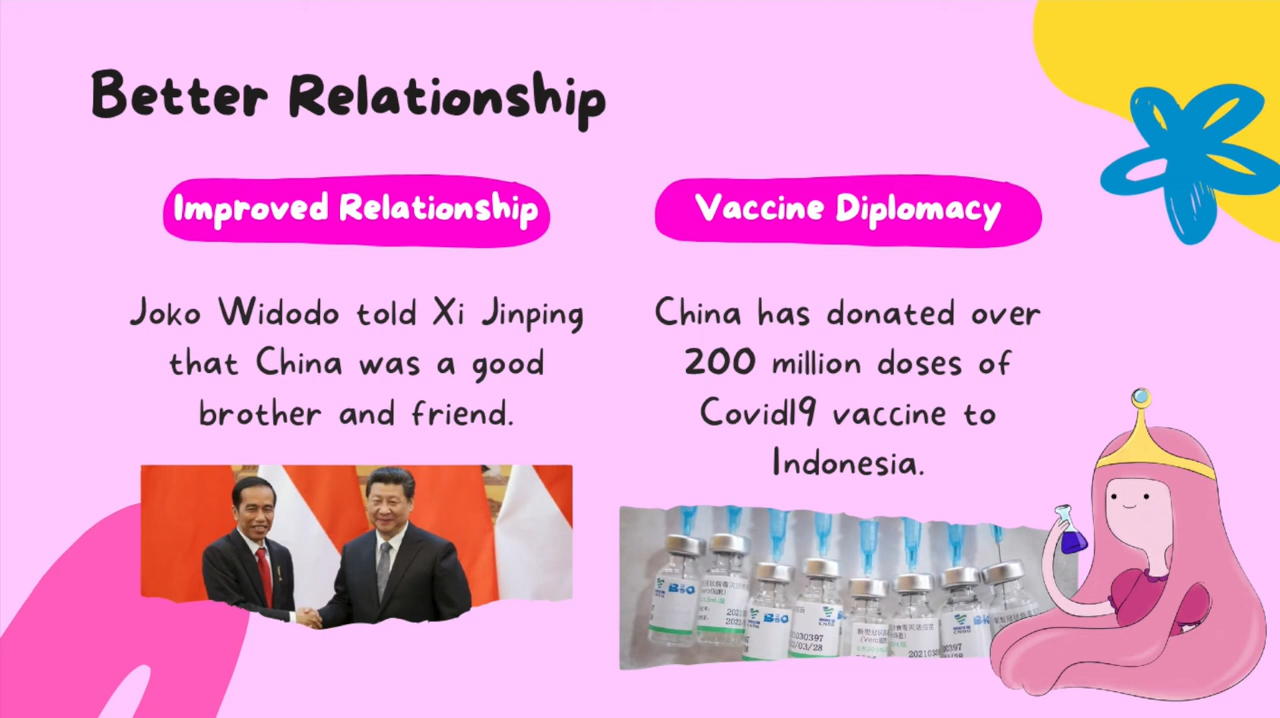 Better Relationship
Improved Relationship
Joko Widodo told Xi Jinping
that China was a good
brother and friend.
Vaccine Diplomacy
China has donated over
200 million doses of
Covid19 vaccine to
Indonesia.